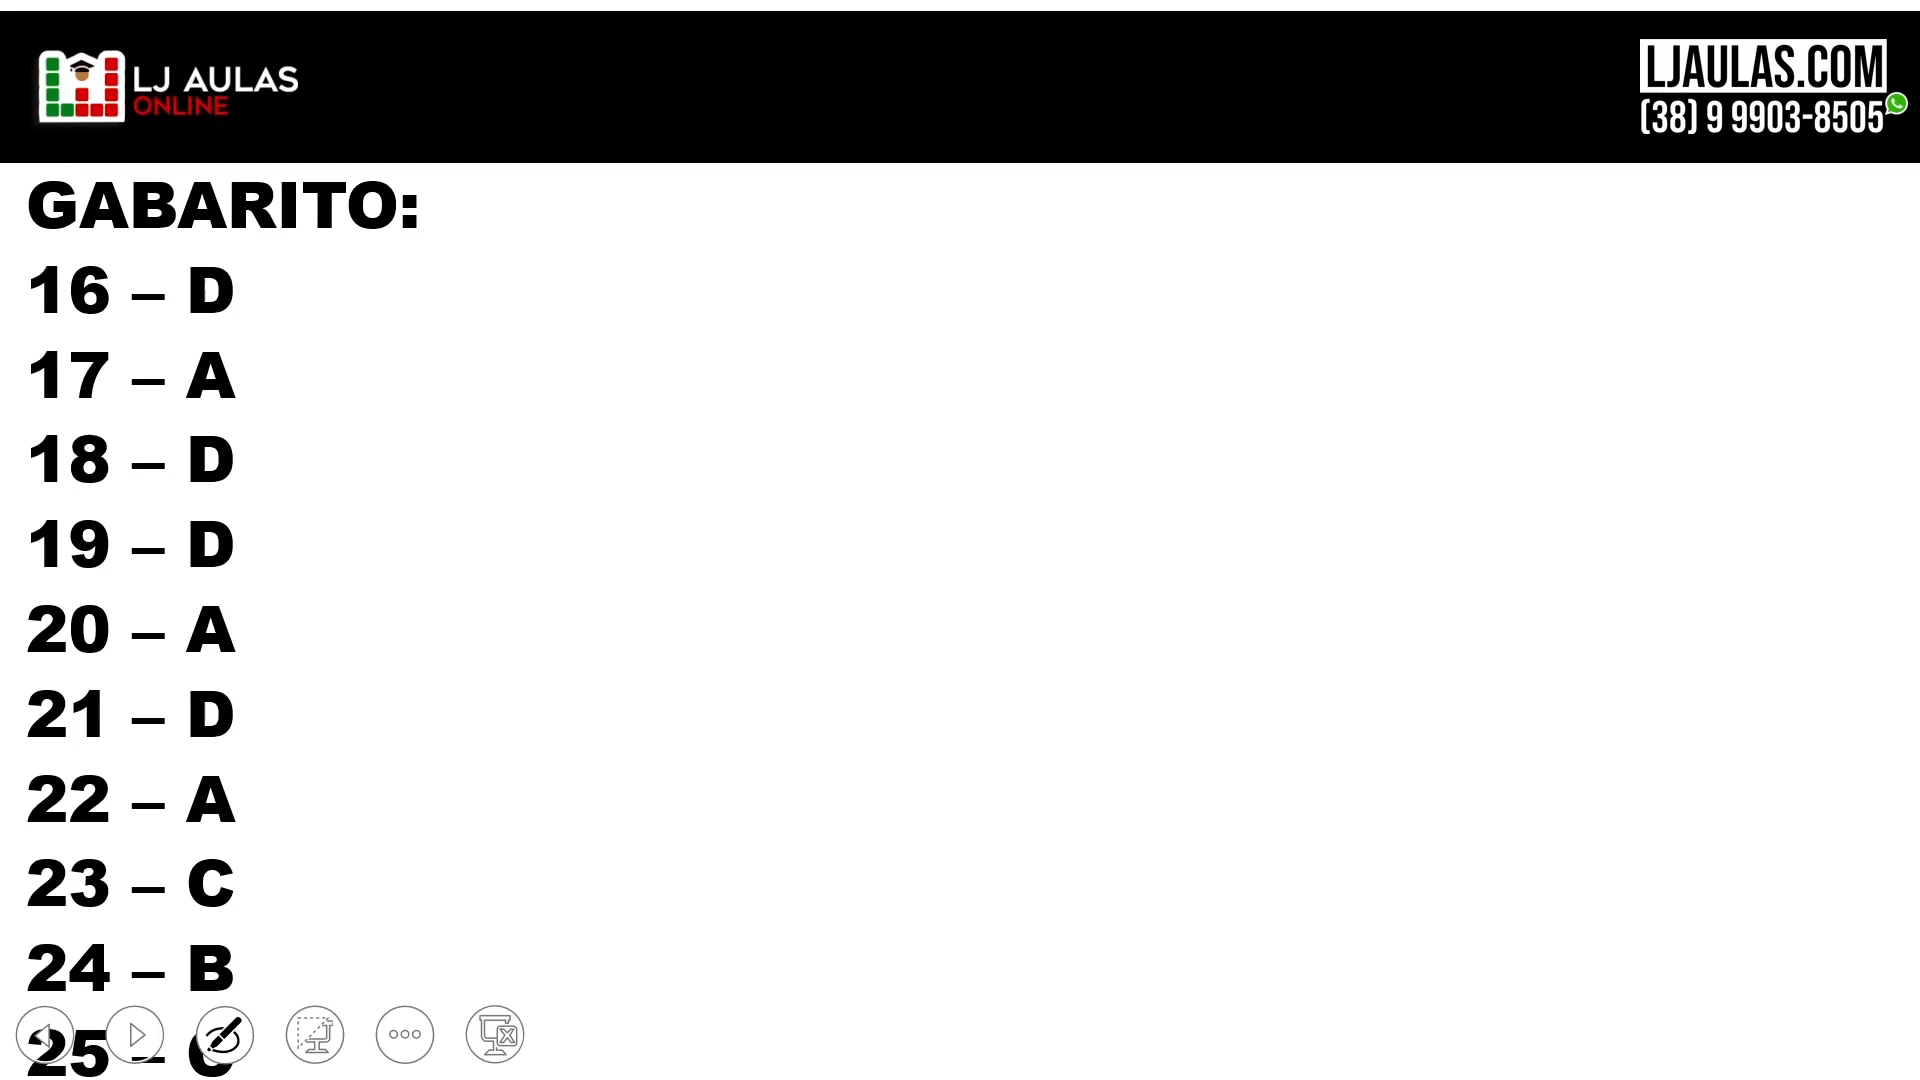 LJ AULAS
ONLINE
LJAULAS.COM
(38) 9 9903-8505
GABARITO:
16 – D
17 – A
18 – D
19 – D
20 – A
21 – D
22 – A
23 – C
24 – B
25 –